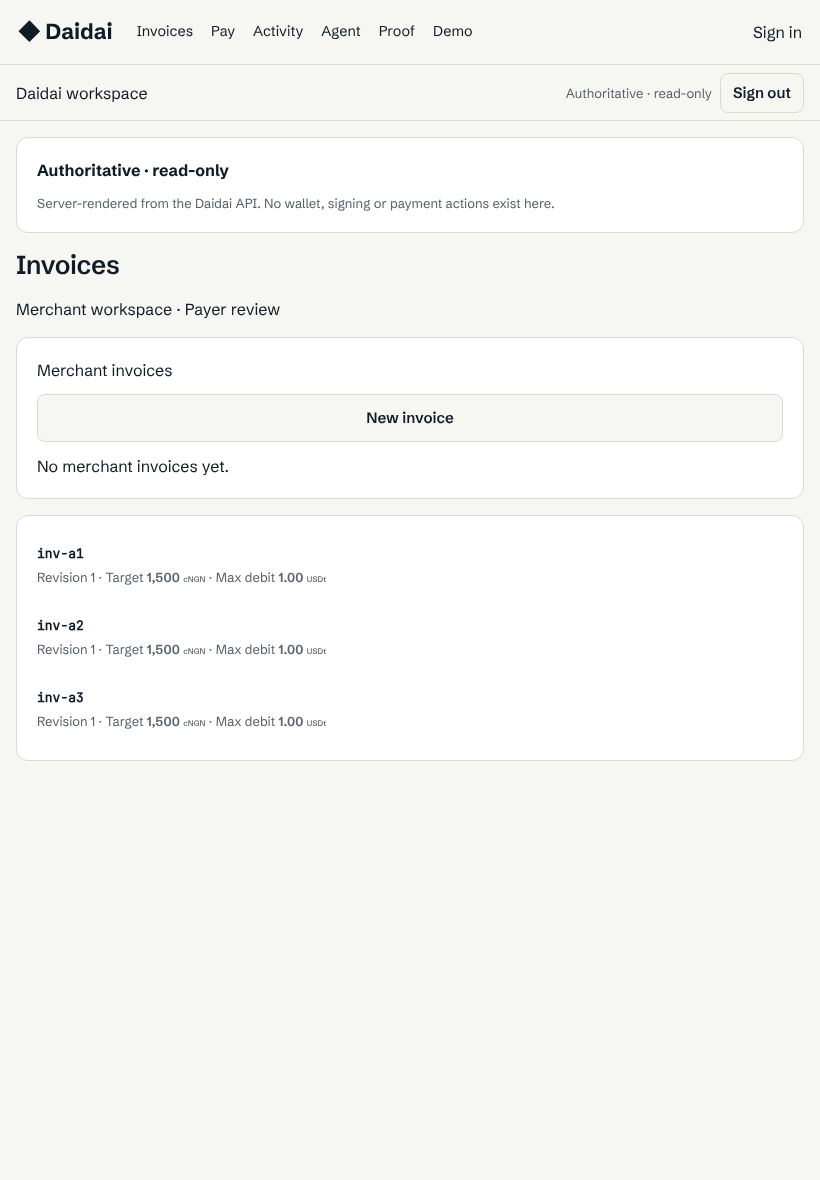 Daidai Invoices Pay Activity Agent Proof Demo Sign in
Daidai workspace Authoritative · read-only Sign out
Authoritative · read-only
Server-rendered from the Daidai API. No wallet, signing or payment actions exist here.
Invoices
Merchant workspace · Payer review
Merchant invoices
New invoice
No merchant invoices yet.
inv-a1
Revision 1 · Target 1,500 cNGN · Max debit 1.00 USDt
inv-a2
Revision 1 · Target 1,500 cNGN · Max debit 1.00 USDt
inv-a3
Revision 1 · Target 1,500 cNGN · Max debit 1.00 USDt